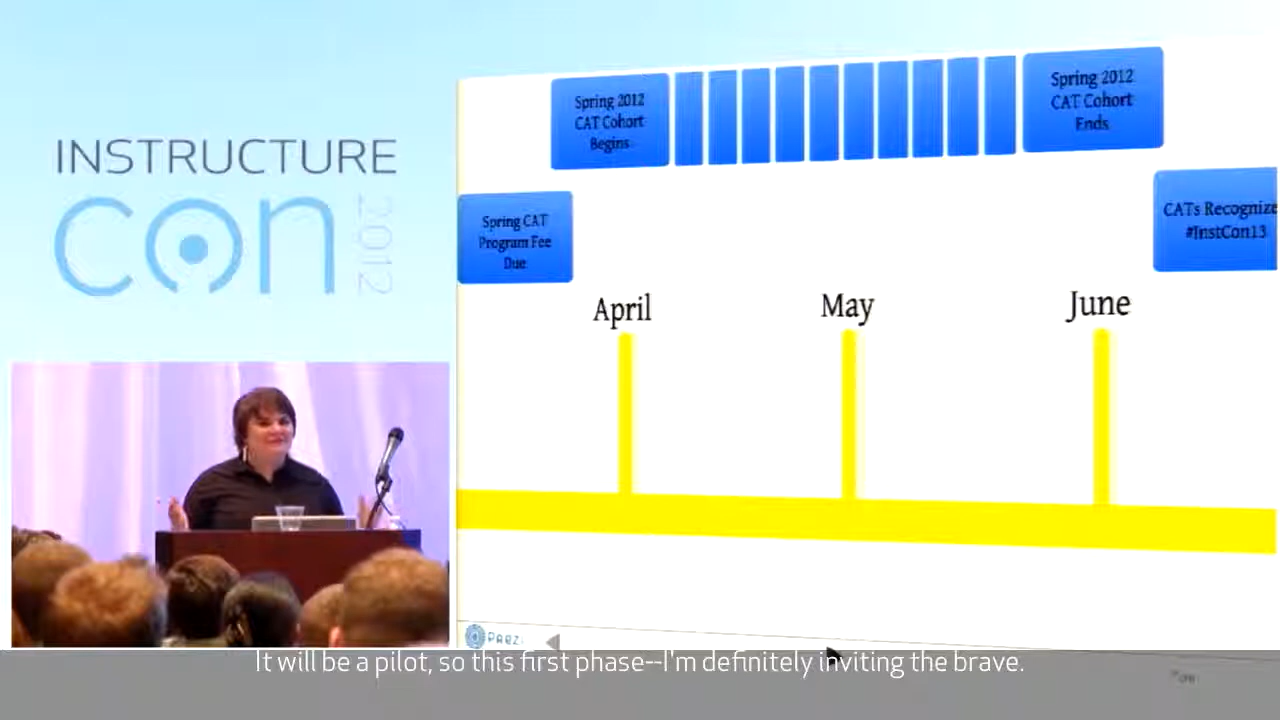 INSTRUCTURE
con
2012
Spring 2012
CAT Cohort
Begins
Spring 2012
CAT Cohort
Ends
Spring CAT
Program Fee
Due
CATs Recognize
#InstCon13
April
May
June
PREZI
It will be a pilot, so this first phase--I'm definitely inviting the brave.